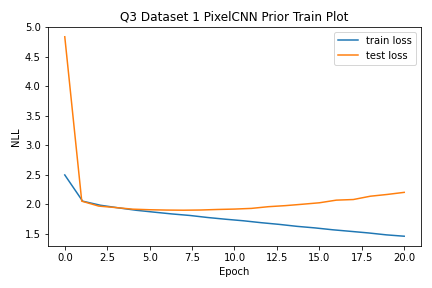 Q3 Dataset 1 PixelCNN Prior Train Plot
5.0
4.5
4.0
3.5
3.0
2.5
2.0
1.5
NLL
train loss
test loss
0.0 2.5 5.0 7.5 10.0 12.5 15.0 17.5 20.0
Epoch